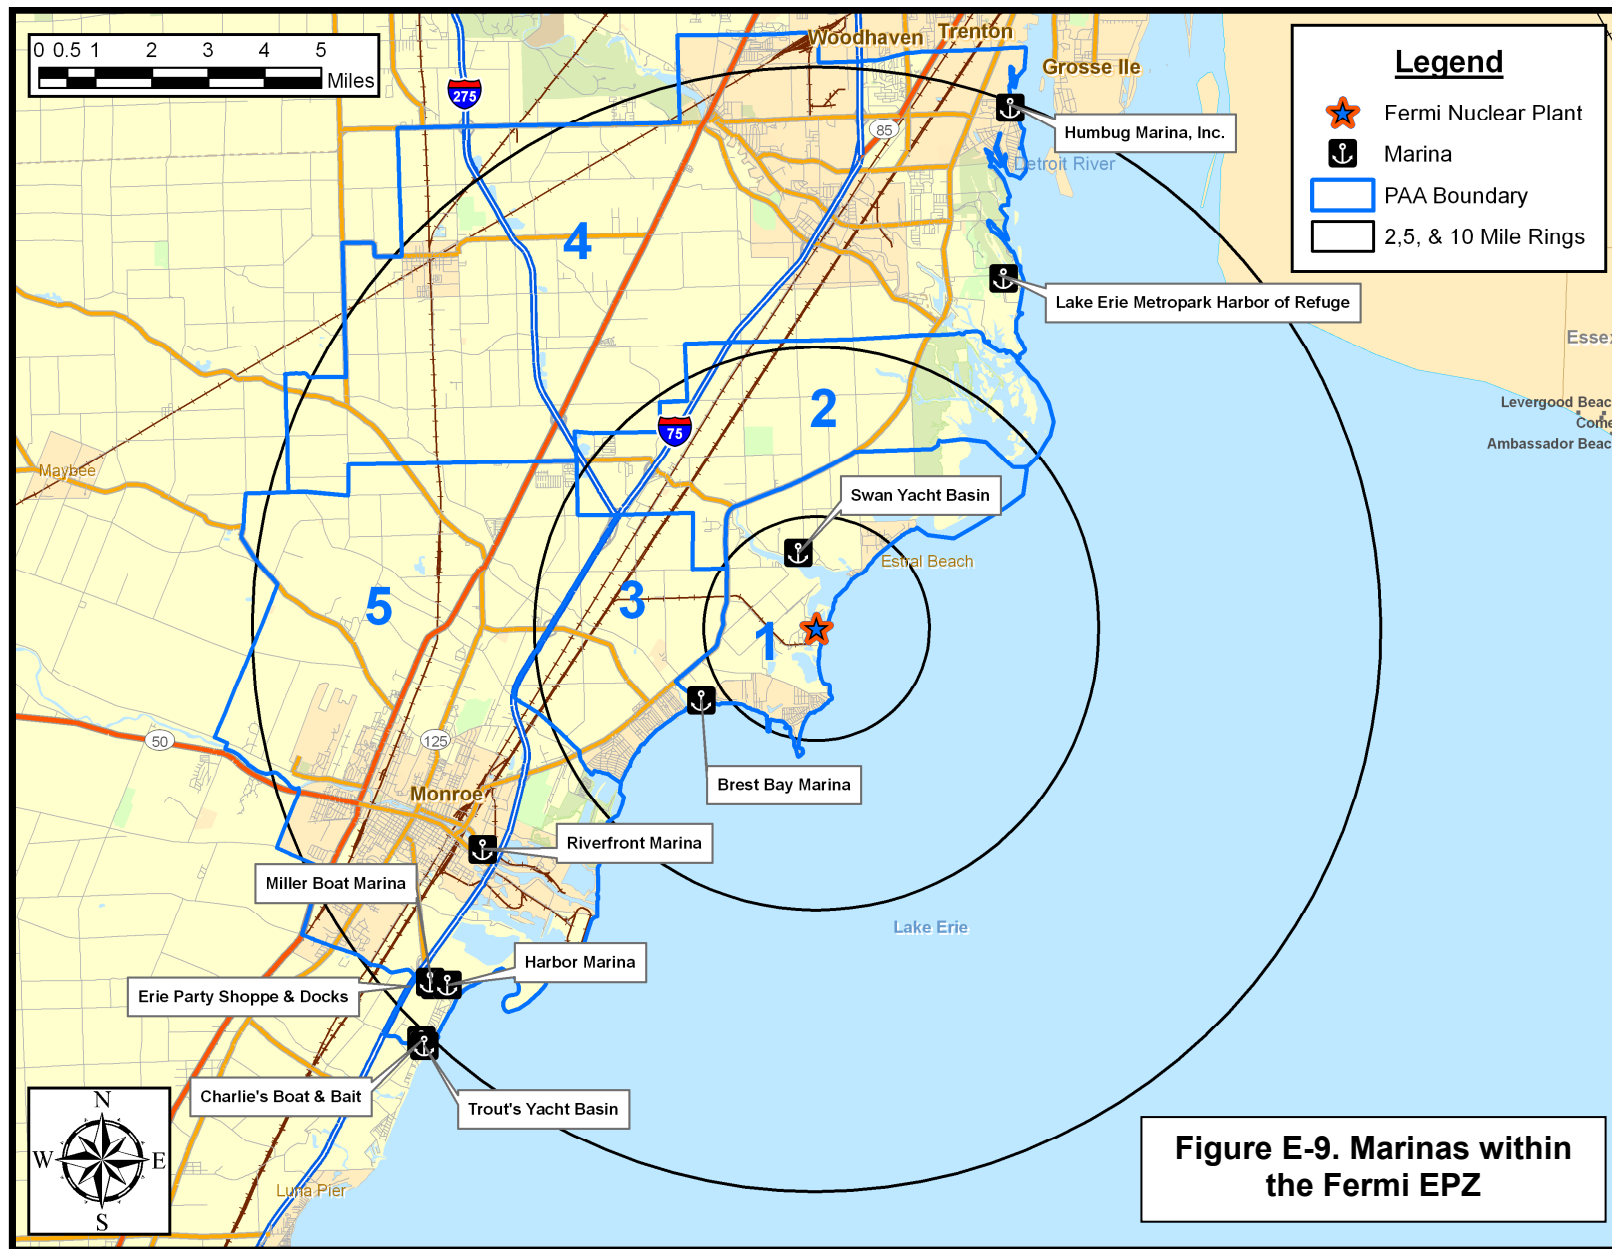 0 0.5 1 2 3 4 5
Miles
275
Woodhaven
Trenton
Grosse Ile
85
Humbug Marina, Inc.
Detroit River
Legend
Fermi Nuclear Plant
Marina
PAA Boundary
2,5, & 10 Mile Rings
4
Lake Erie Metropark Harbor of Refuge
Essex
2
75
Levergood Beac
Come
Ambassador Beac
Maybee
Swan Yacht Basin
Estral Beach
5
3
1
50
125
Monroe
Brest Bay Marina
Riverfront Marina
Miller Boat Marina
Lake Erie
Harbor Marina
Erie Party Shoppe & Docks
Charlie's Boat & Bait
Trout's Yacht Basin
N
W E
S
Luna Pier
Figure E-9. Marinas within
the Fermi EPZ